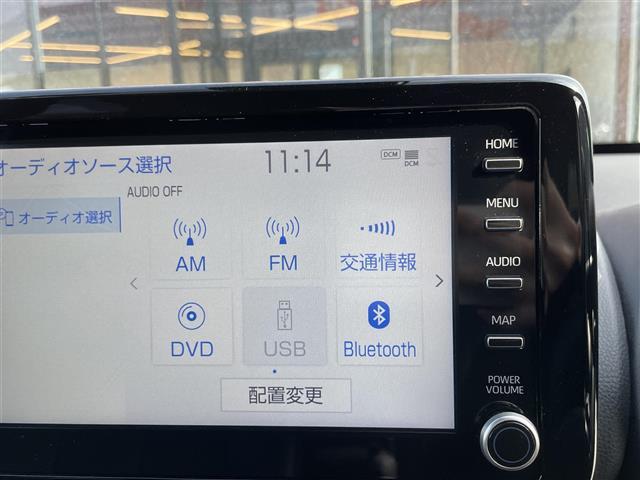 オーディオソース選択
11:14
DCM
DCM
AUDIO OFF
オーディオ選択
AM
FM
交通情報
DVD
USB
Bluetooth
配置変更
HOME
MENU
AUDIO
MAP
POWER
VOLUME